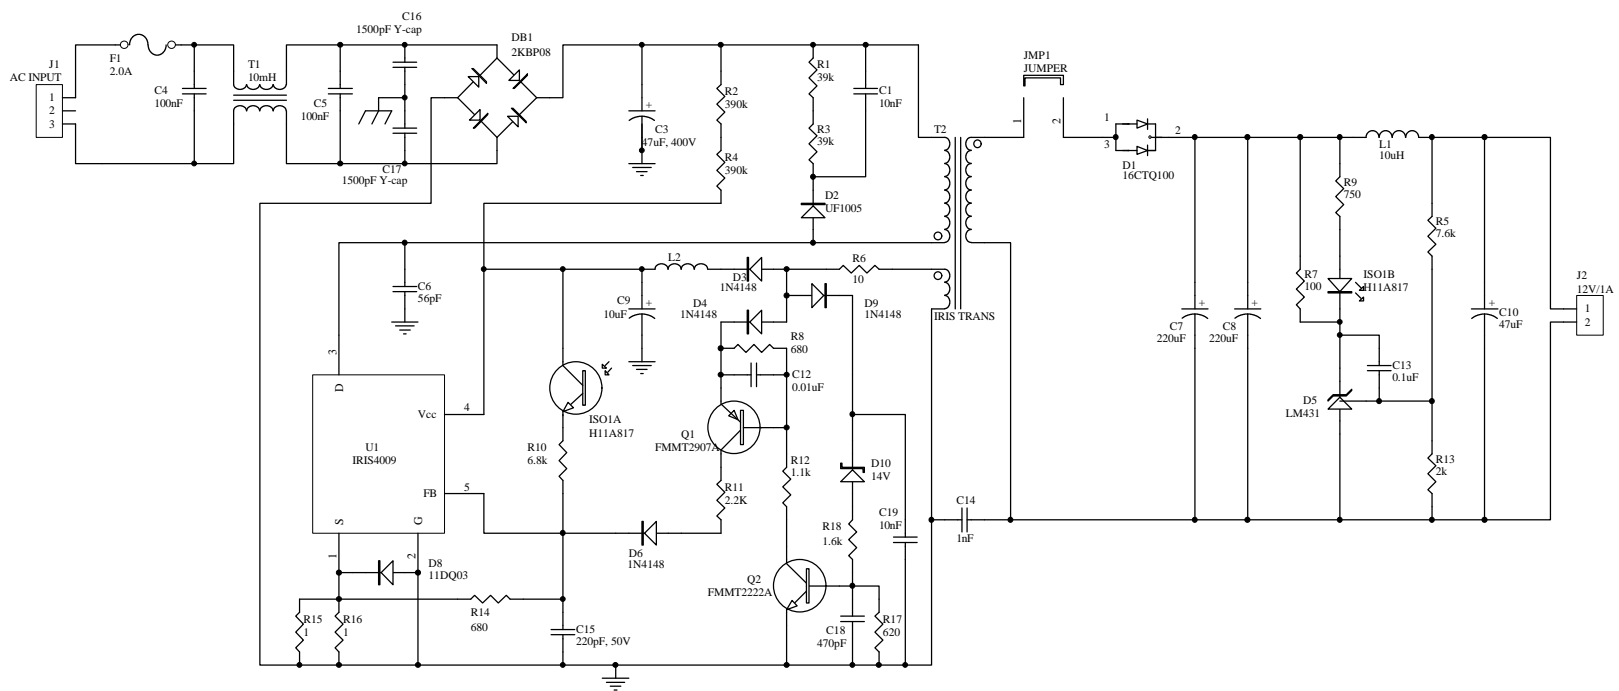 J1
AC INPUT
1
2
3
F1
2.0A
C4
100nF
T1
10mH
C5
100nF
C16
1500pF Y-cap
C17
1500pF Y-cap
DB1
2KBP08
+
C3
47uF, 400V
R2
390k
R4
390k
R1
39k
R3
39k
C1
10nF
D2
UF1005
T2
IRIS TRANS
JMP1
JUMPER
1
2
1
3
2
D1
16CTQ100
+
C7
220uF
+
C8
220uF
R7
100
R9
750
ISO1B
H11A817
L1
10uH
R5
7.6k
C13
0.1uF
D5
LM431
R13
2k
+
C10
47uF
J2
12V/1A
1
2
C6
56pF
L2
D3
1N4148
R6
10
+
C9
10uF
D4
1N4148
D9
1N4148
R8
680
C12
0.01uF
3
D
Vcc
4
U1
IRIS4009
FB
5
S
G
1
2
ISO1A
H11A817
R10
6.8k
Q1
FMMT2907A
R11
2.2K
R12
1.1k
D10
14V
R18
1.6k
C19
10nF
C14
1nF
D6
1N4148
D8
11DQ03
Q2
FMMT2222A
R14
680
R15
1
R16
1
C15
220pF, 50V
C18
470pF
R17
620